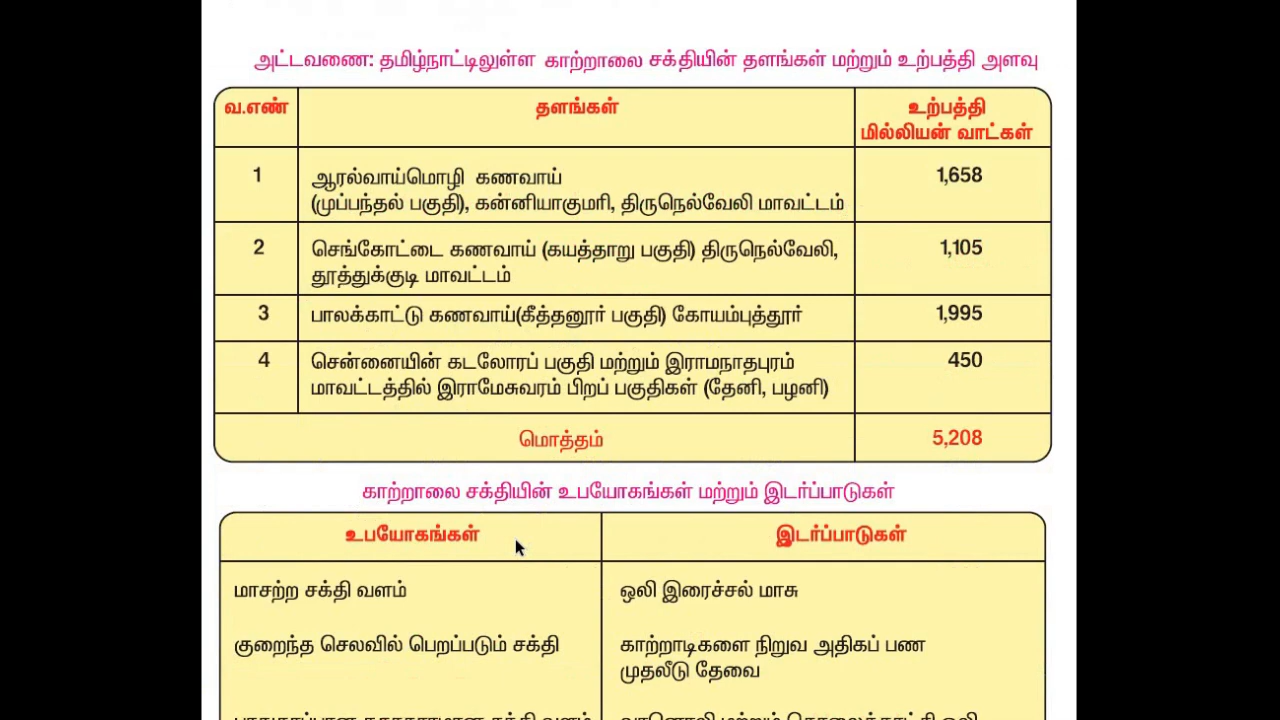 அட்டவணை: தமிழ்நாட்டிலுள்ள காற்றாலை சக்தியின் தளங்கள் மற்றும் உற்பத்தி அளவு
வ.எண்
தளங்கள்
உற்பத்தி
மில்லியன் வாட்கள்
1
ஆரல்வாய்மொழி கணவாய்
(முப்பந்தல் பகுதி), கன்னியாகுமரி, திருநெல்வேலி மாவட்டம்
1,658
2
செங்கோட்டை கணவாய் (கயத்தாறு பகுதி) திருநெல்வேலி,
தூத்துக்குடி மாவட்டம்
1,105
3
பாலக்காட்டு கணவாய்(கீத்தனூர் பகுதி) கோயம்புத்தூர்
1,995
4
சென்னையின் கடலோரப் பகுதி மற்றும் இராமநாதபுரம்
மாவட்டத்தில் இராமேசுவரம் பிறப் பகுதிகள் (தேனி, பழனி)
450
மொத்தம்
5,208
காற்றாலை சக்தியின் உபயோகங்கள் மற்றும் இடர்ப்பாடுகள்
உபயோகங்கள்
இடர்ப்பாடுகள்
மாசற்ற சக்தி வளம்
ஒலி இரைச்சல் மாசு
குறைந்த செலவில் பெறப்படும் சக்தி
காற்றாடிகளை நிறுவ அதிகப் பண
முதலீடு தேவை